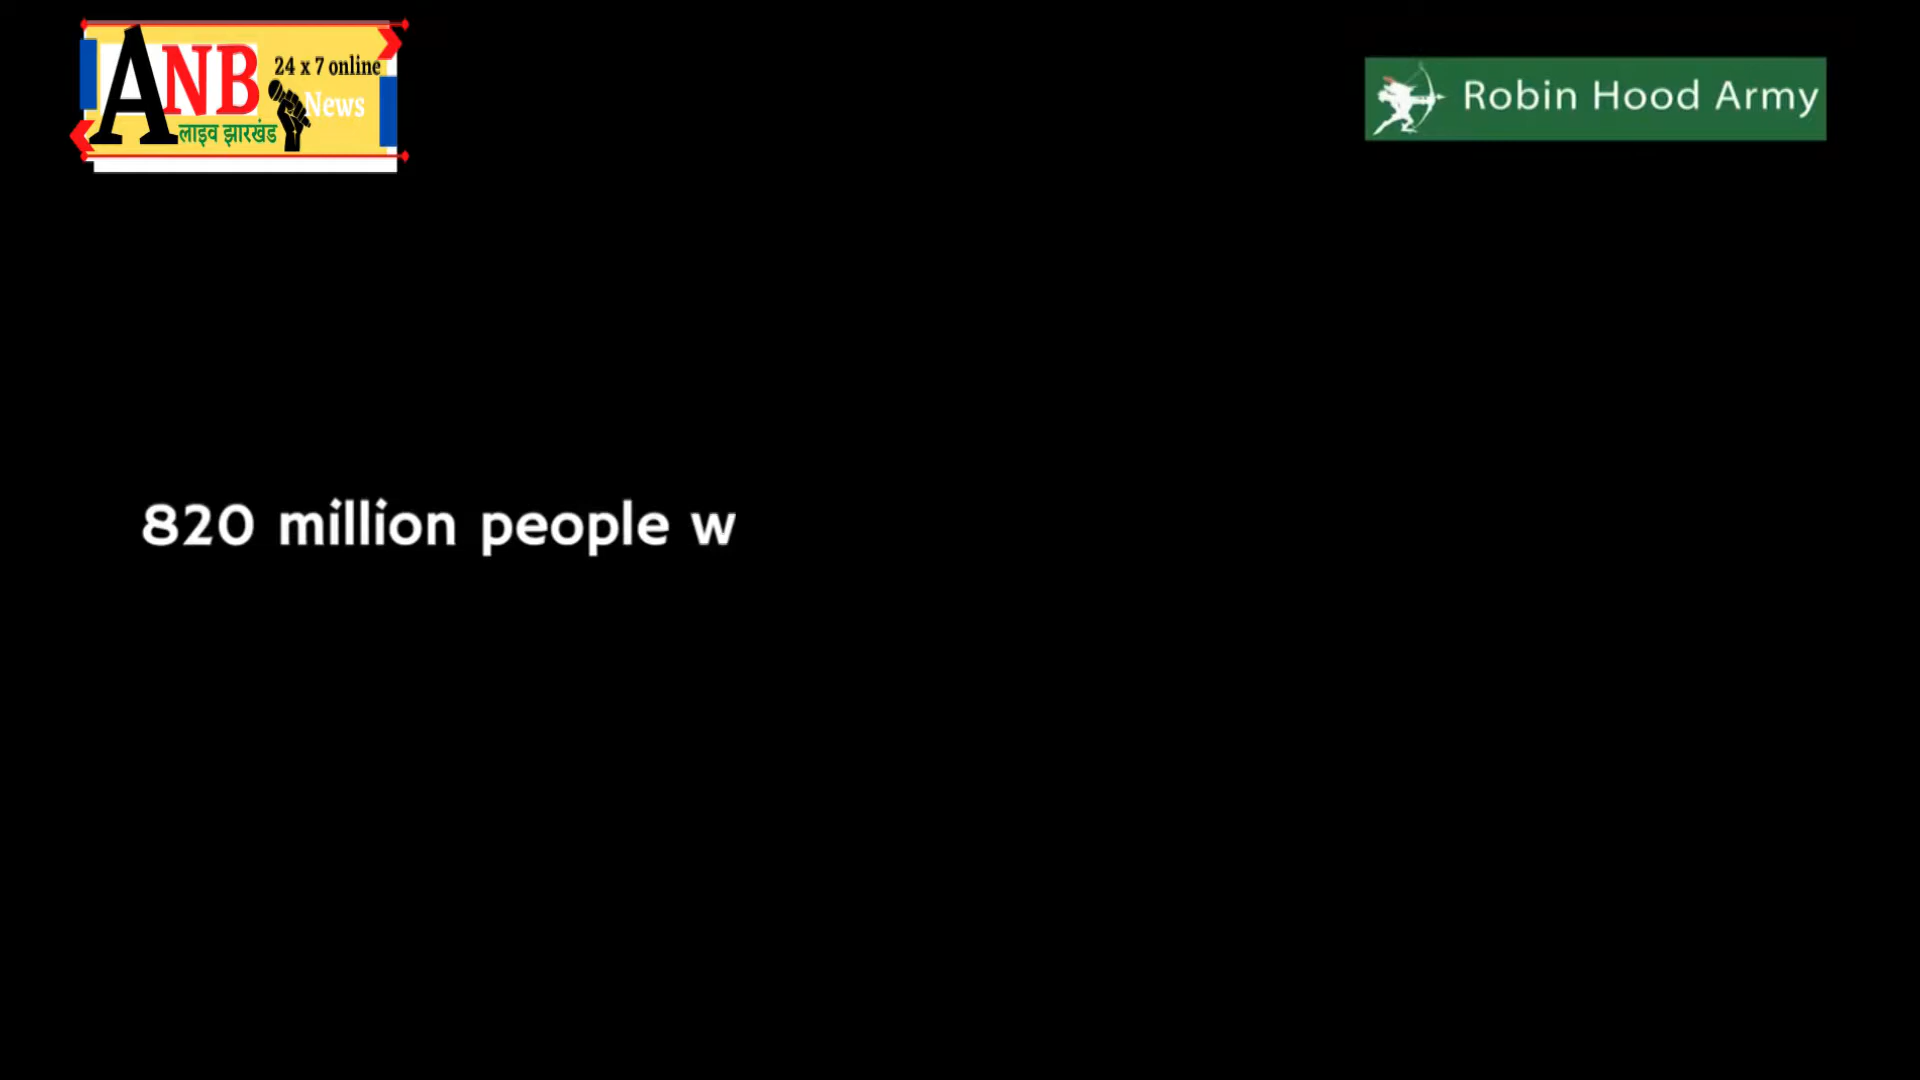 ANB
24 x 7 online
News
लाइव झारखंड
Robin Hood Army
820 million people w